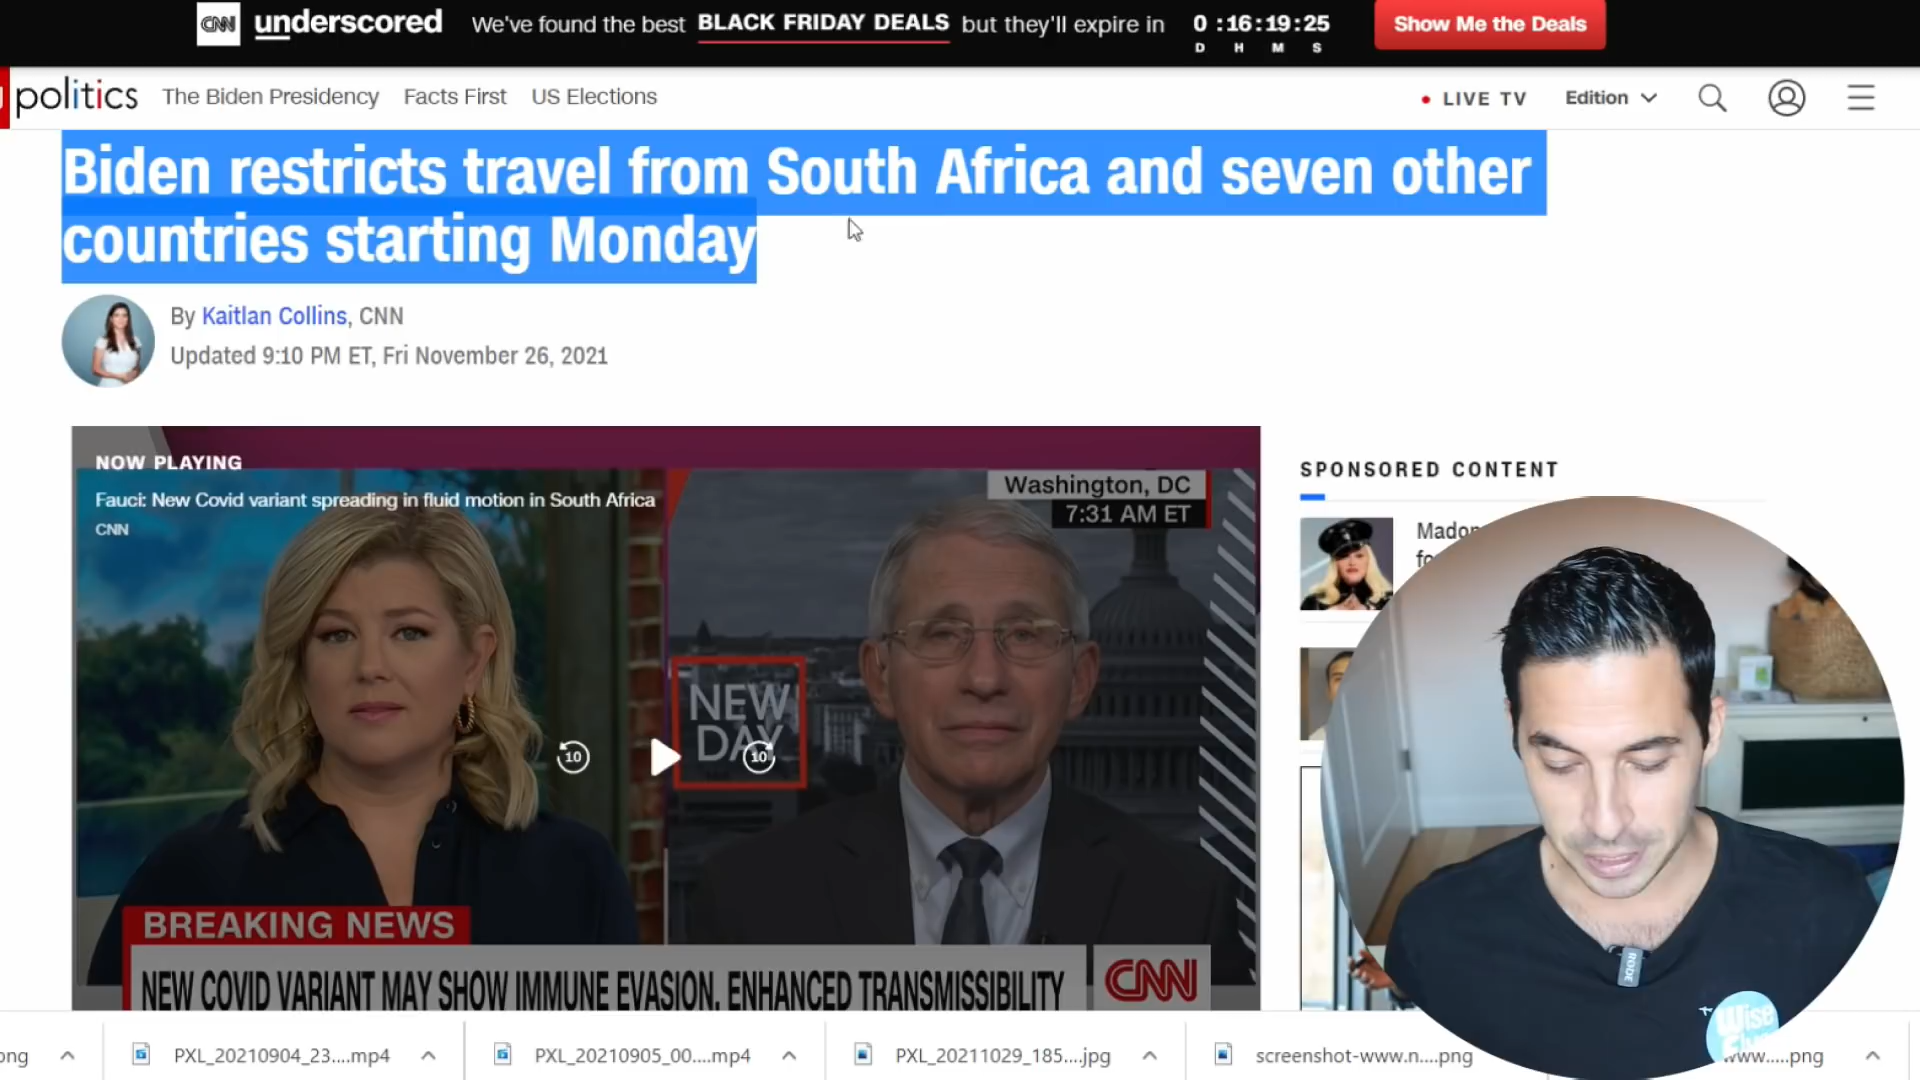 CNN underscored We've found the best BLACK FRIDAY DEALS but they'll expire in 0 : 16 : 19 : 25 Show Me the Deals
D H M S
politics The Biden Presidency Facts First US Elections LIVE TV Edition
Biden restricts travel from South Africa and seven other
countries starting Monday
By Kaitlan Collins, CNN
Updated 9:10 PM ET, Fri November 26, 2021
NOW PLAYING
Fauci: New Covid variant spreading in fluid motion in South Africa
CNN
Washington, DC
7:31 AM ET
NEW
DAY
10
10
BREAKING NEWS
NEW COVID VARIANT MAY SHOW IMMUNE EVASION, ENHANCED TRANSMISSIBILITY
CNN
SPONSORED CONTENT
RODE
Wise
PXL_20210904_23....mp4
PXL_20210905_00....mp4
PXL_20211029_185....jpg
screenshot-www.n....png
www.....png